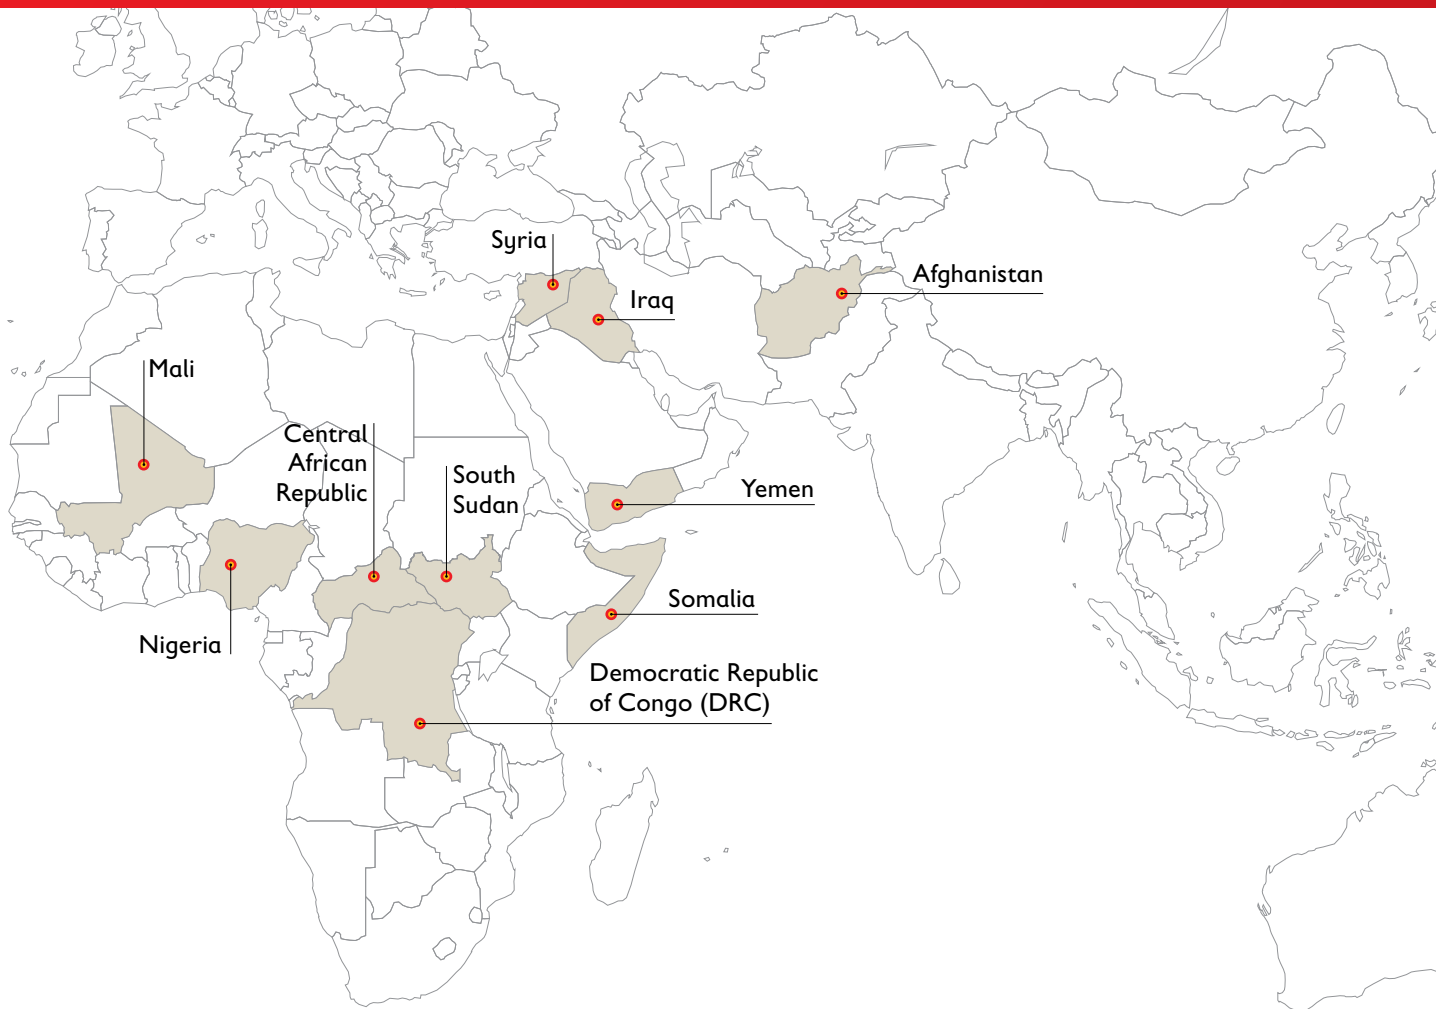 Syria
Afghanistan
Iraq
Mali
Central
African
Republic
South
Sudan
Yemen
Somalia
Nigeria
Democratic Republic
of Congo (DRC)